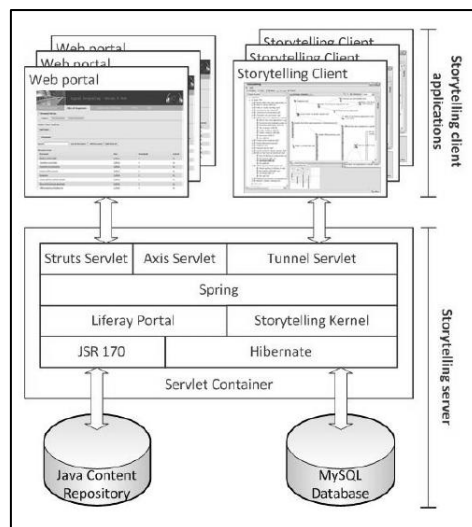 Web portal
Web portal
Web portal
Storytelling Client
Storytelling Client
Storytelling Client
Storytelling Client
applications
Struts Servlet
Axis Servlet
Tunnel Servlet
Spring
Liferay Portal
Storytelling Kernel
JSR 170
Hibernate
Servlet Container
Storytelling server
Java Content
Repository
MySQL
Database